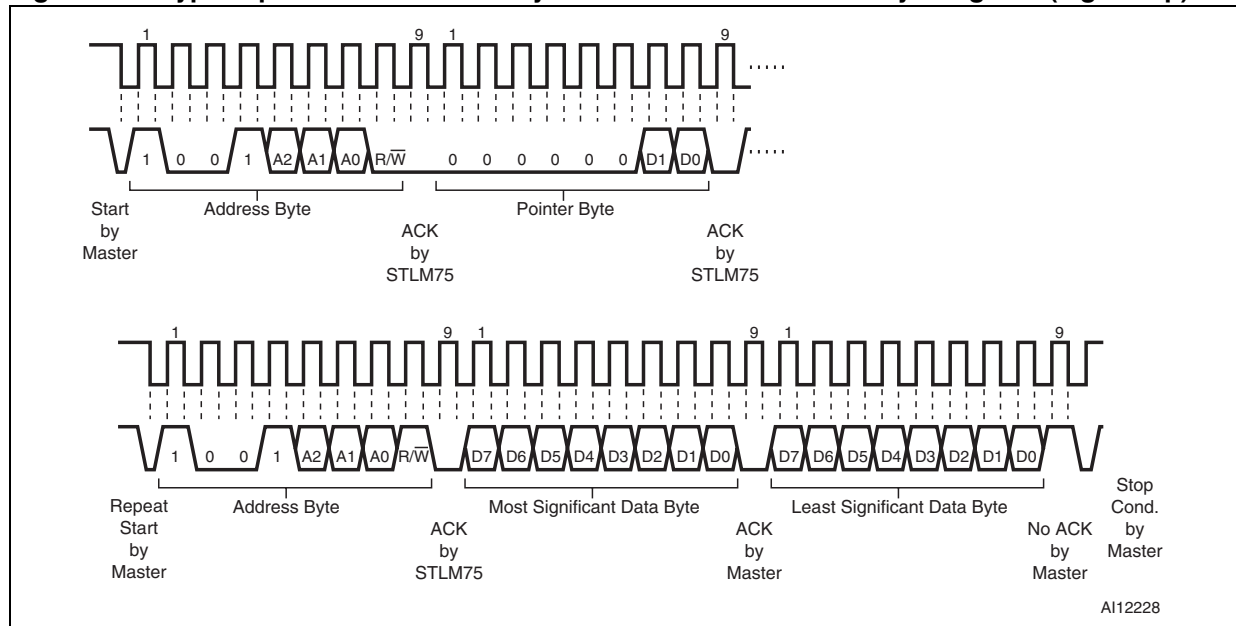 1 9 1 9
1 0 0 1 A2 A1 A0 R/W 0 0 0 0 0 0 D1 D0
Address Byte Pointer Byte
Start
by
Master
ACK
by
STLM75
ACK
by
STLM75
1 9 1 9 1 9
1 0 0 1 A2 A1 A0 R/W D7 D6 D5 D4 D3 D2 D1 D0 D7 D6 D5 D4 D3 D2 D1 D0
Address Byte Most Significant Data Byte Least Significant Data Byte
Repeat
Start
by
Master
ACK
by
STLM75
ACK
by
Master
No ACK
by
Master
Stop
Cond.
by
Master
AI12228